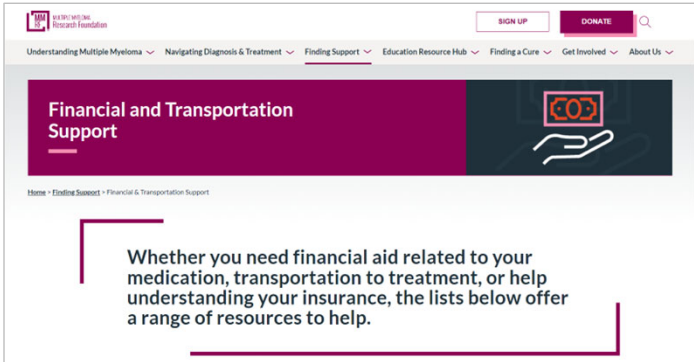 MM
RF
MULTIPLE MYELOMA
Research Foundation
SIGN UP
DONATE
Understanding Multiple Myeloma
Navigating Diagnosis & Treatment
Finding Support
Education Resource Hub
Finding a Cure
Get Involved
About Us
Financial and Transportation
Support
Home > Finding Support > Financial & Transportation Support
Whether you need financial aid related to your
medication, transportation to treatment, or help
understanding your insurance, the lists below offer
a range of resources to help.